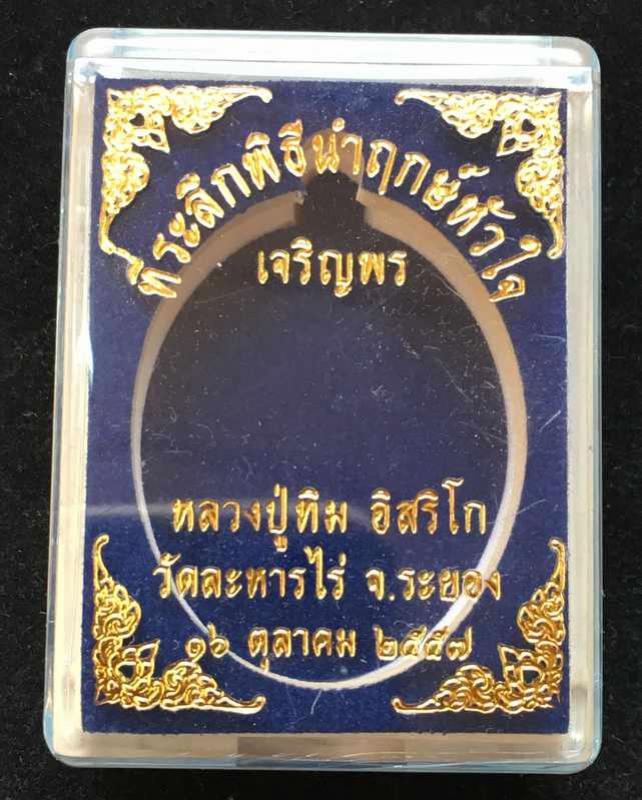 ที่ระลึกพิธีนำฤกษ์หัวใจ
เจริญพร
หลวงปู่ทิม อิสริโก
วัดละหารไร่ จ.ระยอง
๑๖ ตุลาคม ๒๕๕๗